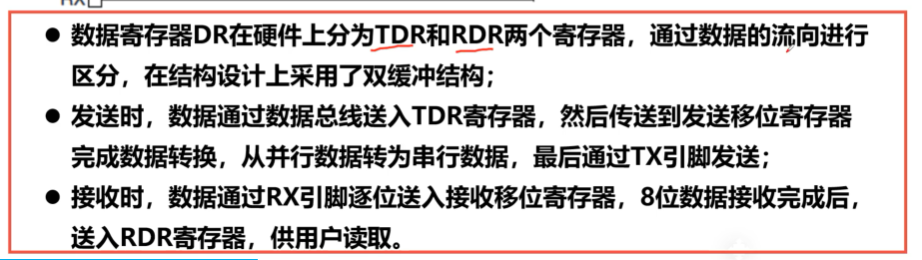 RX
● 数据寄存器DR在硬件上分为TDR和RDR两个寄存器，通过数据的流向进行
区分，在结构设计上采用了双缓冲结构；
● 发送时，数据通过数据总线送入TDR寄存器，然后传送到发送移位寄存器
完成数据转换，从并行数据转为串行数据，最后通过TX引脚发送；
● 接收时，数据通过RX引脚逐位送入接收移位寄存器，8位数据接收完成后，
送入RDR寄存器，供用户读取。